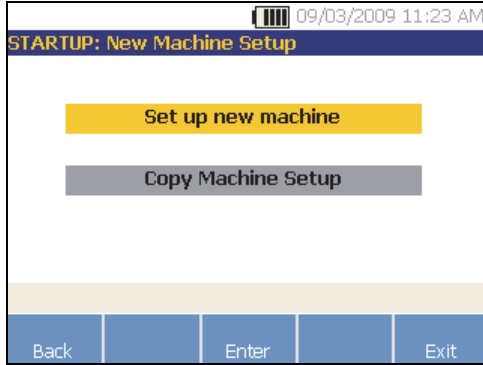 09/03/2009 11:23 AM
STARTUP: New Machine Setup
Set up new machine
Copy Machine Setup
Back Enter Exit